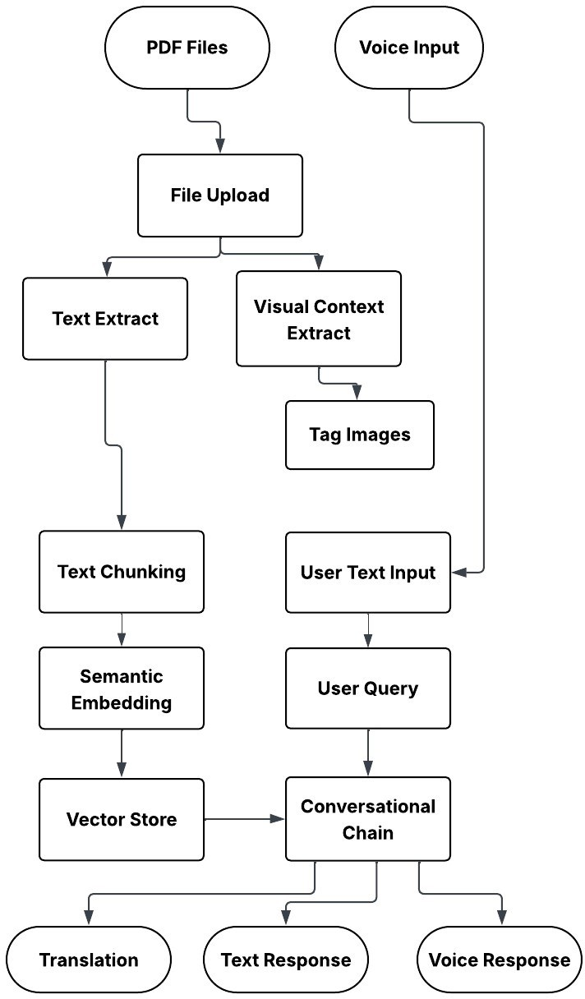 PDF Files
Voice Input
File Upload
Text Extract
Visual Context
Extract
Tag Images
Text Chunking
User Text Input
Semantic
Embedding
User Query
Vector Store
Conversational
Chain
Translation
Text Response
Voice Response